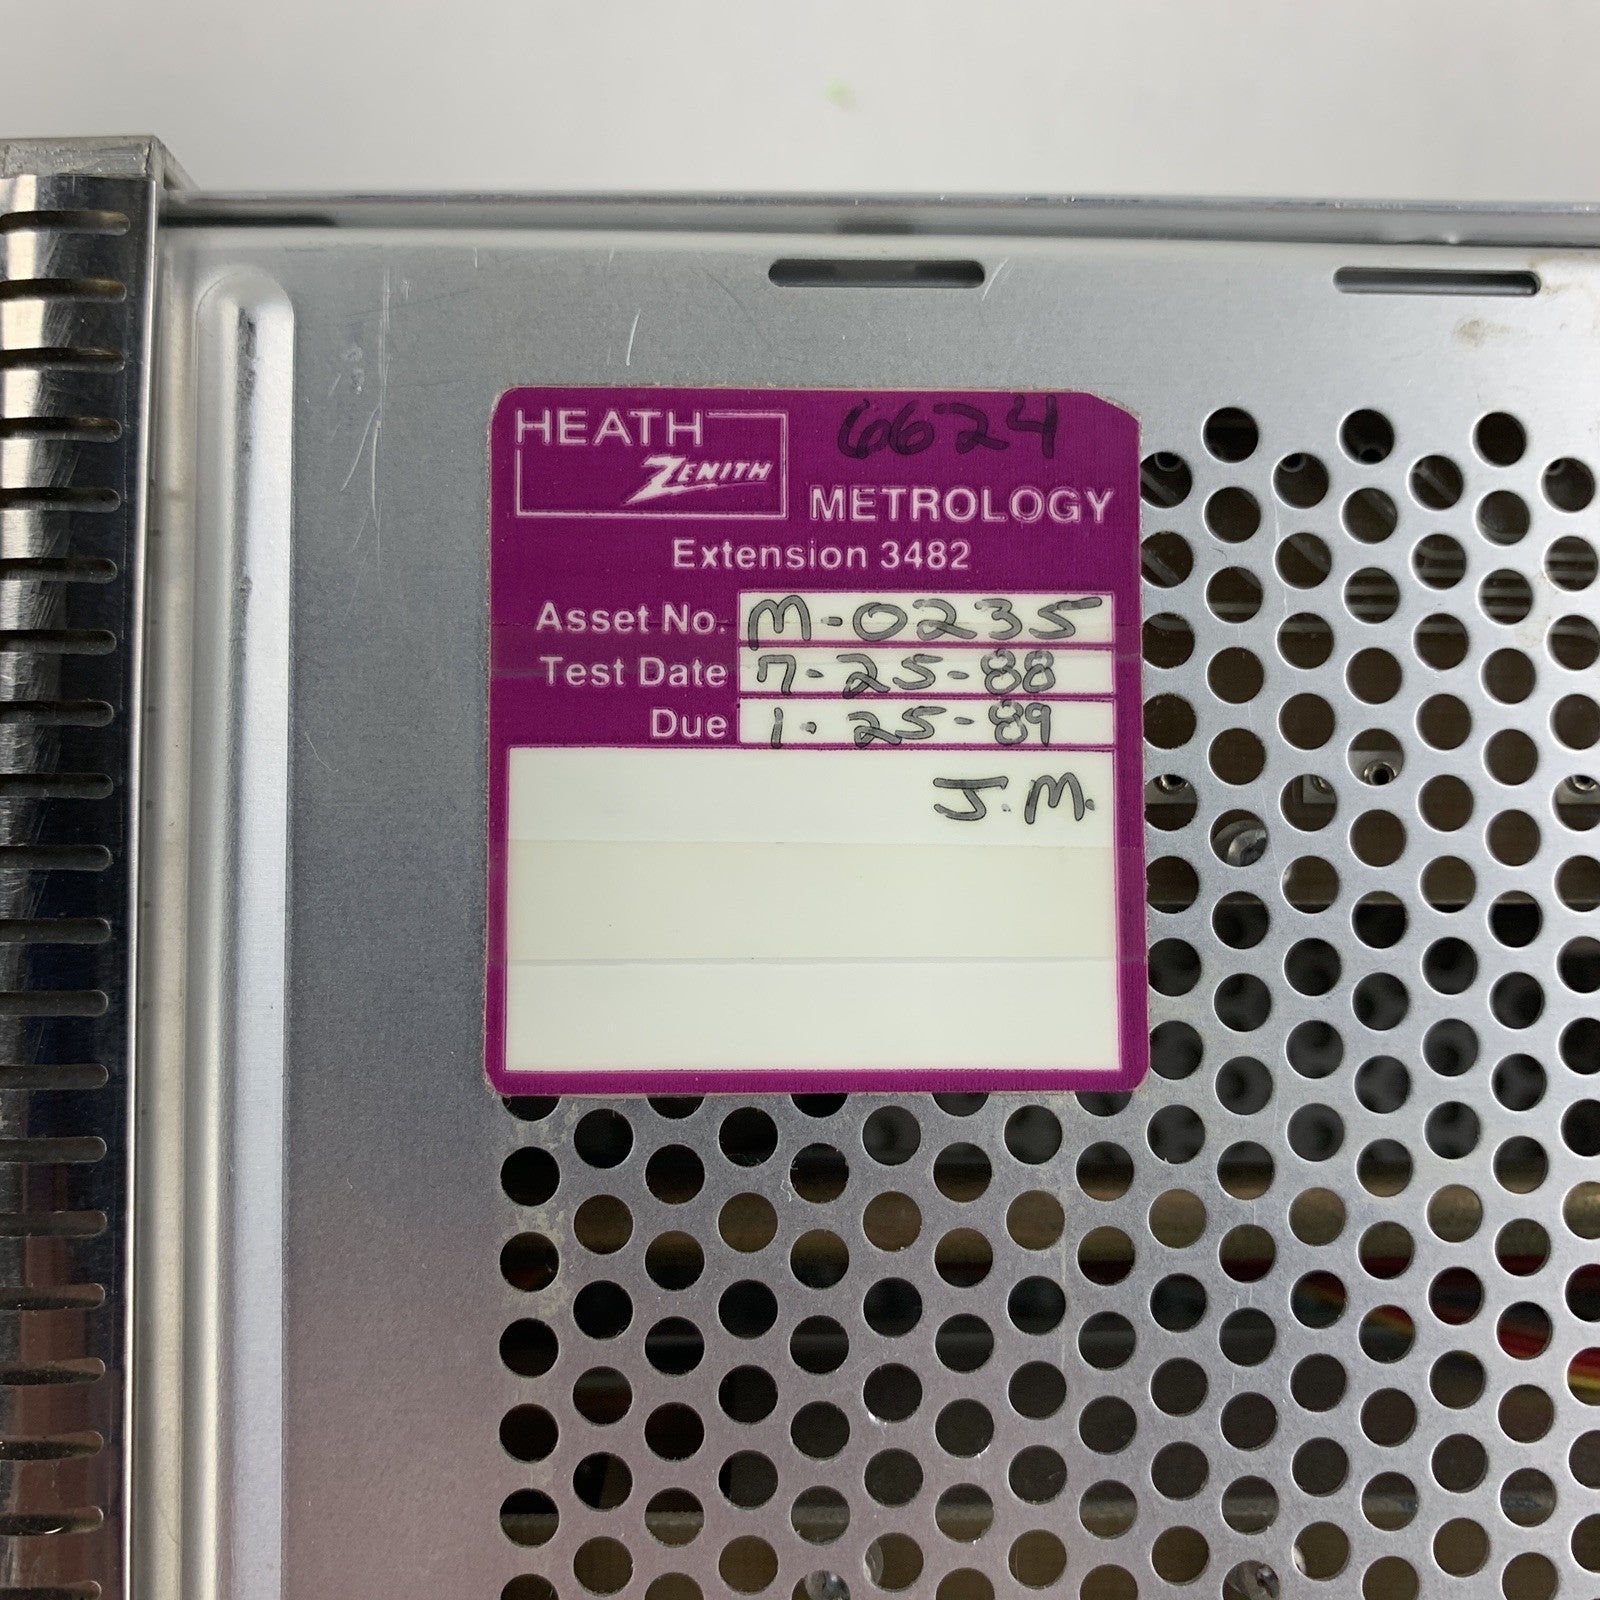 HEATH 6624
ZENITH
METROLOGY
Extension 3482
Asset No. M-0235
Test Date 7-25-88
Due 1-25-89
J.M.